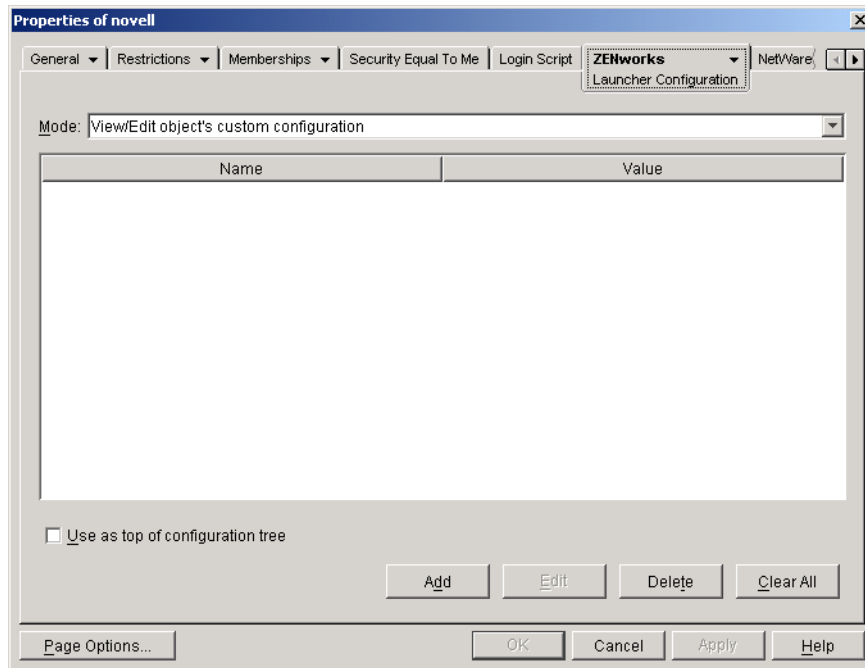 Properties of novell
General Restrictions Memberships Security Equal To Me Login Script ZENworks NetWare
Launcher Configuration
Mode: View/Edit object's custom configuration
Name Value
Use as top of configuration tree
Add Edit Delete Clear All
Page Options... OK Cancel Apply Help